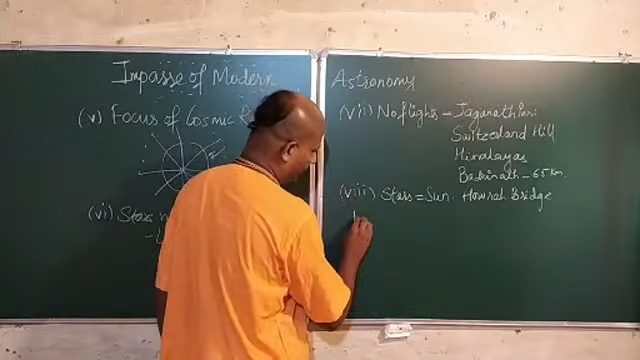 Impasse of Modern Astronomy
(v) Focus of Cosmic
(vi) Stars
(vii) No flights - Jagannath Puri
Switzerland Hill
Himalayas
Badrinath - 65 km.
(viii) Stars = Sun Howrah Bridge